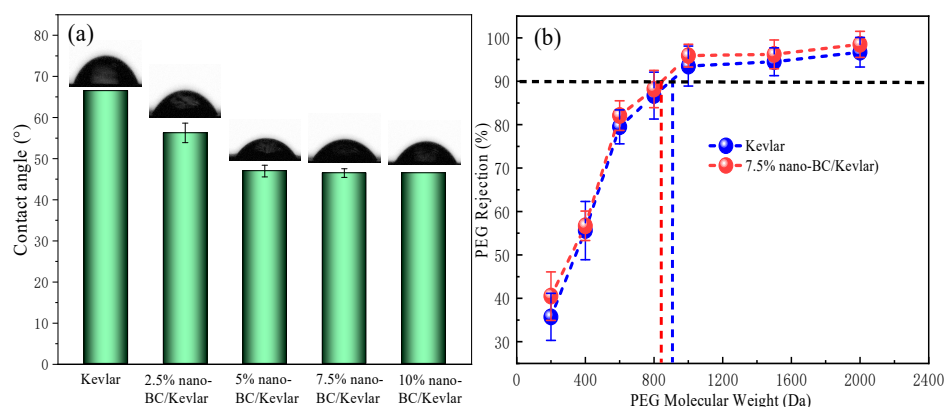 (a)
80
70
60
50
40
30
20
10
0
Contact angle (°)
Kevlar
2.5% nano-
BC/Kevlar
5% nano-
BC/Kevlar
7.5% nano-
BC/Kevlar
10% nano-
BC/Kevlar
(b)
100
90
80
70
60
50
40
30
PEG Rejection (%)
Kevlar
7.5% nano-BC/Kevlar)
0
400
800
1200
1600
2000
2400
PEG Molecular Weight (Da)